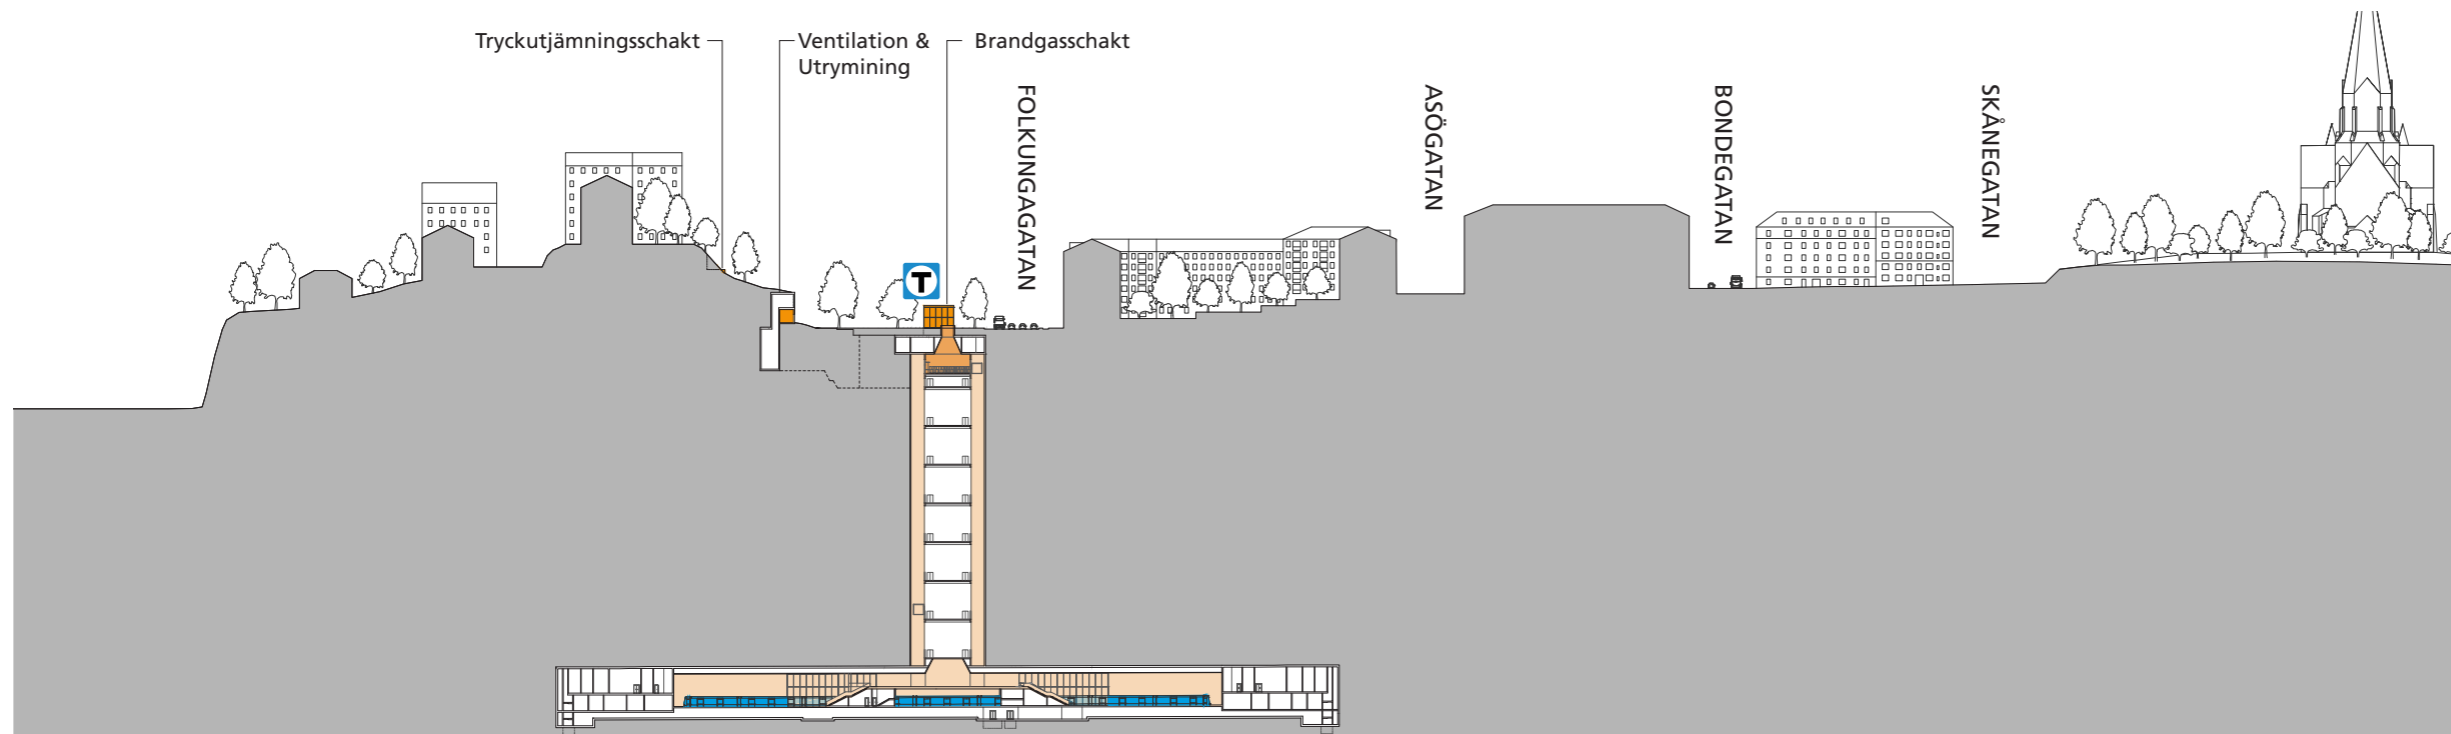 Tryckutjämningsschakt
Ventilation &
Utrymining
Brandgasschakt
FOLKUNGAGATAN
ASÖGATAN
BONDEGATAN
SKÅNEGATAN
T